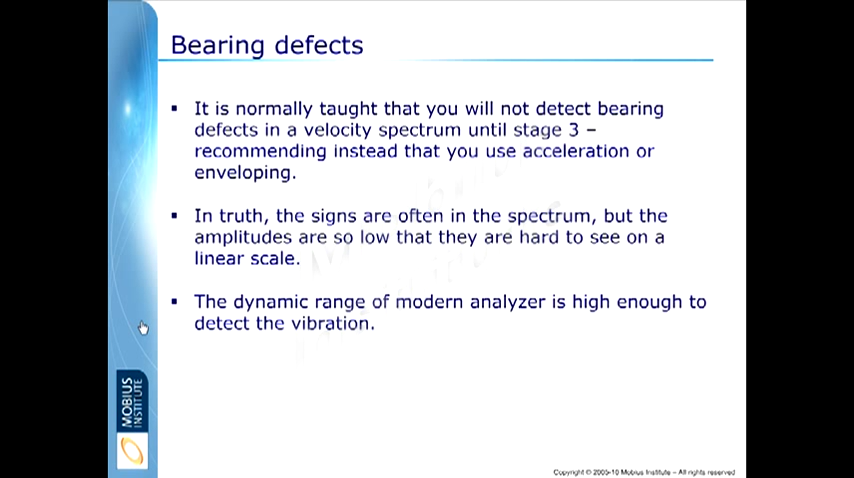 Bearing defects
▪ It is normally taught that you will not detect bearing
defects in a velocity spectrum until stage 3 –
recommending instead that you use acceleration or
enveloping.
▪ In truth, the signs are often in the spectrum, but the
amplitudes are so low that they are hard to see on a
linear scale.
▪ The dynamic range of modern analyzer is high enough to
detect the vibration.
MOBIUS
INSTITUTE
Copyright © 2005-10 Mobius Institute – All rights reserved